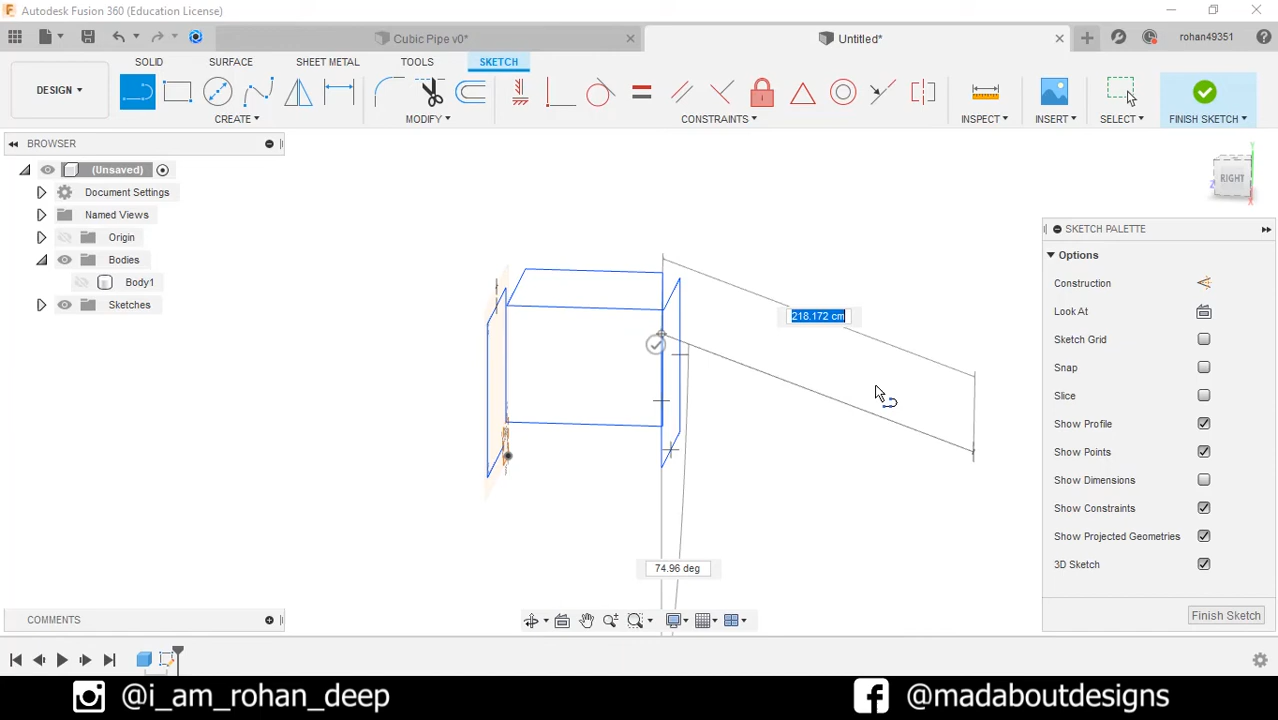 Autodesk Fusion 360 (Education License)
Cubic Pipe v0*
Untitled*
rohan49351
DESIGN
SOLID
SURFACE
SHEET METAL
TOOLS
SKETCH
CREATE
MODIFY
CONSTRAINTS
INSPECT
INSERT
SELECT
FINISH SKETCH
BROWSER
(Unsaved)
Document Settings
Named Views
Origin
Bodies
Body1
Sketches
Y
RIGHT
Z
X
218.172 cm
74.96 deg
SKETCH PALETTE
Options
Construction
Look At
Sketch Grid
Snap
Slice
Show Profile
Show Points
Show Dimensions
Show Constraints
Show Projected Geometries
3D Sketch
Finish Sketch
COMMENTS
@i_am_rohan_deep
@madaboutdesigns